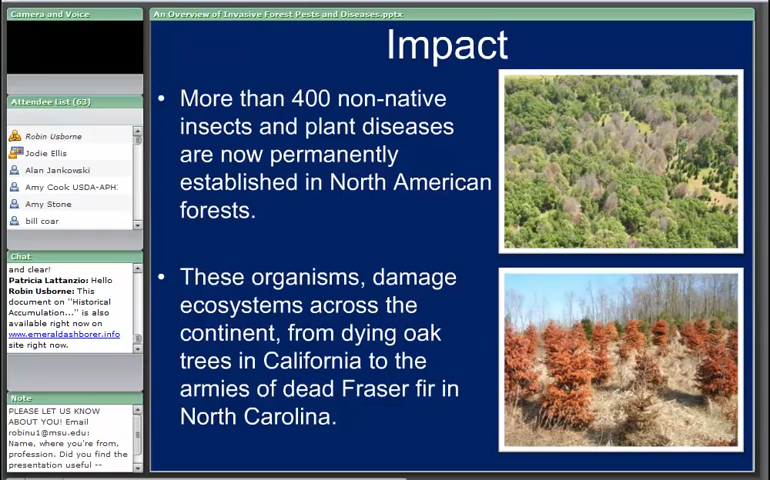 Camera and Voice
Attendee List (63)
Robin Usborne
Jodie Ellis
Alan Jankowski
Amy Cook USDA-APH
Amy Stone
bill coar
Chat
and clear!
Patricia Lattanzio: Hello
Robin Usborne: This
document on "Historical
Accumulation..." is also
available right now on
www.emeraldashborer.info
site right now.
Note
PLEASE LET US KNOW
ABOUT YOU! Email
robinu1@msu.edu:
Name, where you're from,
profession. Did you find the
presentation useful --
An Overview of Invasive Forest Pests and Diseases.pptx
Impact
• More than 400 non-native
insects and plant diseases
are now permanently
established in North American
forests.
• These organisms, damage
ecosystems across the
continent, from dying oak
trees in California to the
armies of dead Fraser fir in
North Carolina.